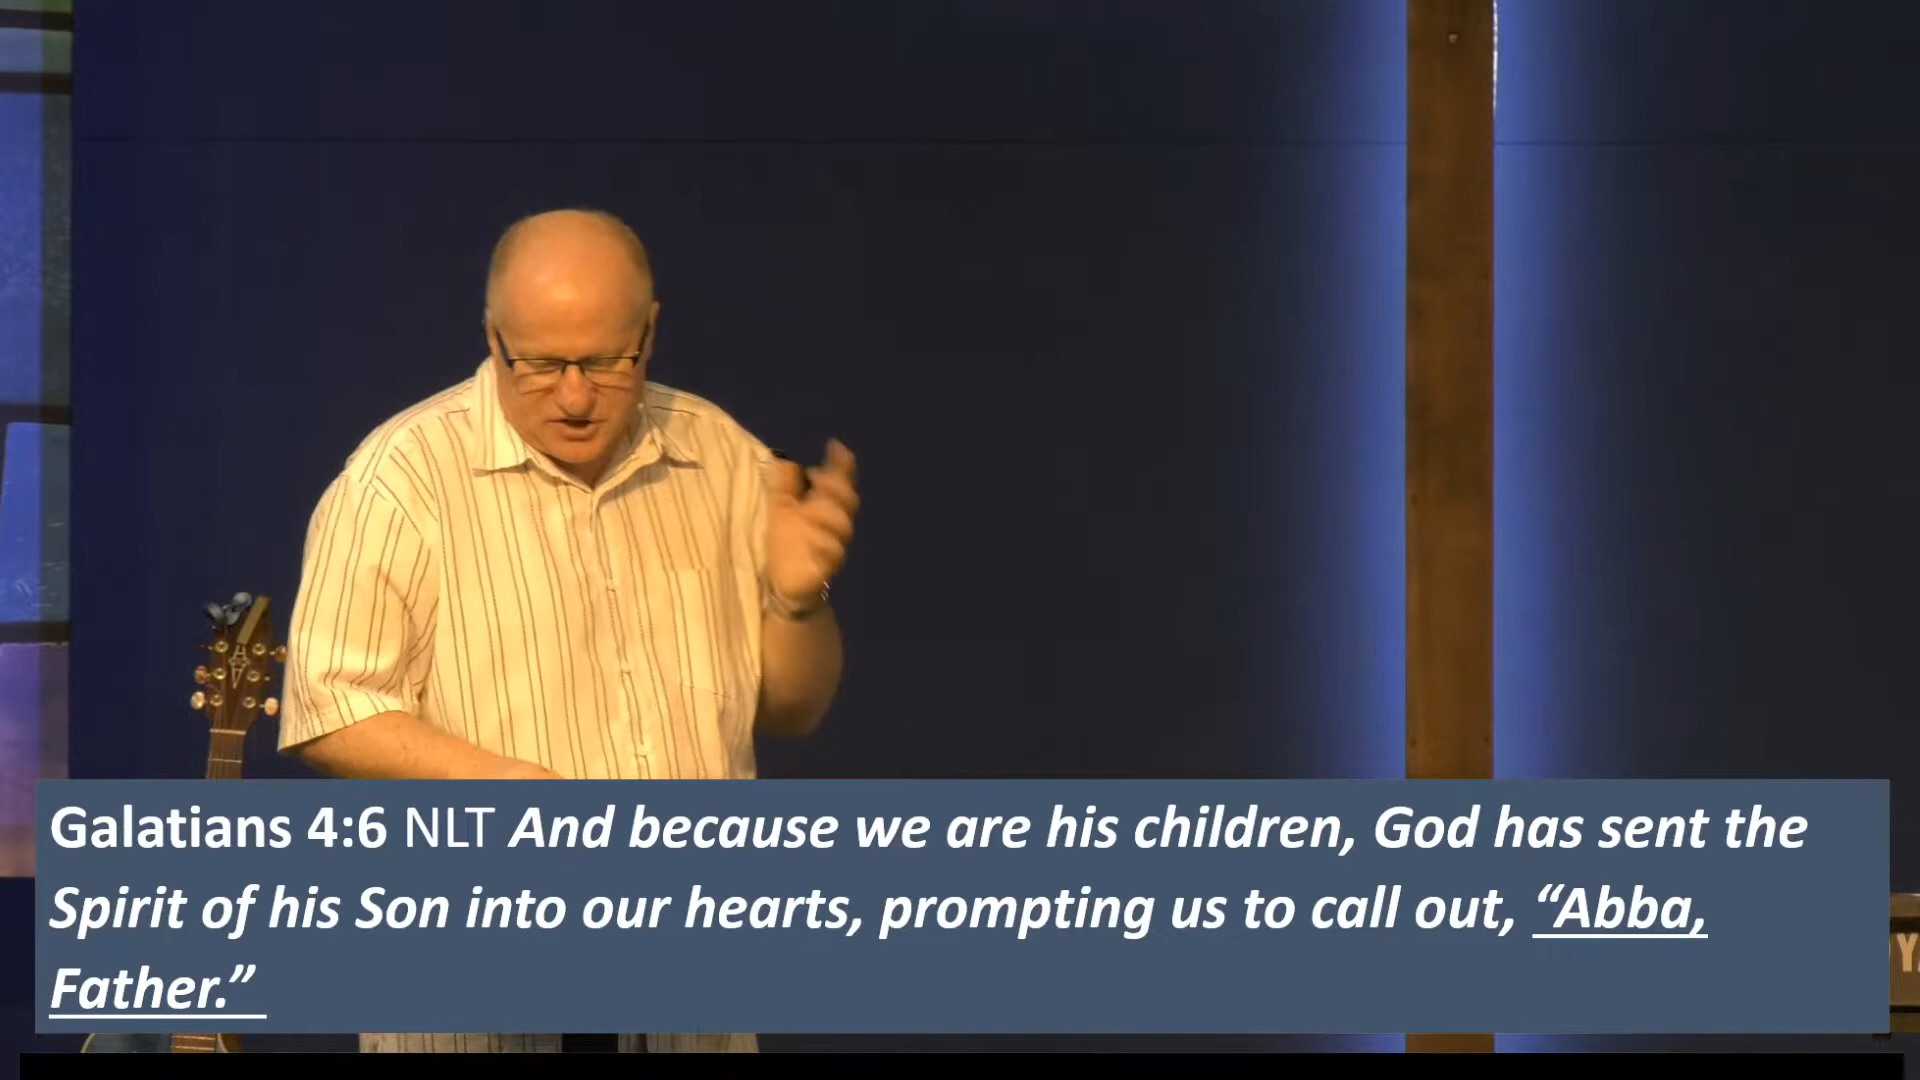 Galatians 4:6 NLT And because we are his children, God has sent the
Spirit of his Son into our hearts, prompting us to call out, “Abba,
Father.”